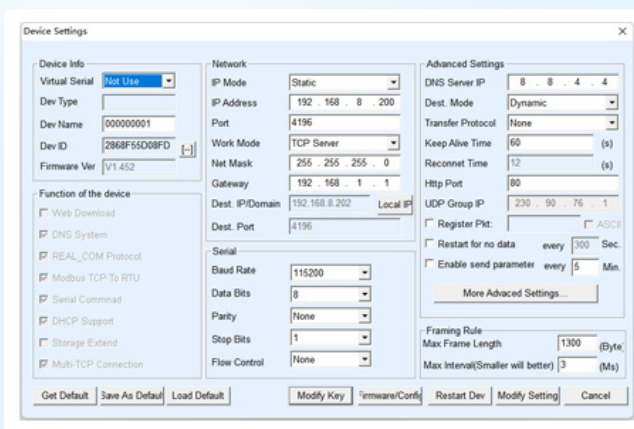 Device Settings
Device Info
Virtual Serial Not Use
Dev Type
Dev Name 000000001
Dev ID 2868F55D08FD [--]
Firmware Ver V1.452
Function of the device
Web Download
DNS System
REAL_COM Protocol
Modbus TCP To RTU
Serial Commnad
DHCP Support
Storage Extend
Multi-TCP Connection
Network
IP Mode Static
IP Address 192 . 168 . 8 . 200
Port 4196
Work Mode TCP Server
Net Mask 255 . 255 . 255 . 0
Gateway 192 . 168 . 1 . 1
Dest. IP/Domain 192.168.8.202 Local IP
Dest. Port 4196
Serial
Baud Rate 115200
Data Bits 8
Parity None
Stop Bits 1
Flow Control None
Advanced Settings
DNS Server IP 8 . 8 . 4 . 4
Dest. Mode Dynamic
Transfer Protocol None
Keep Alive Time 60 (s)
Reconnet Time 12 (s)
Http Port 80
UDP Group IP 230 . 90 . 76 . 1
Register Pkt: ASCII
Restart for no data every 300 Sec.
Enable send parameter every 5 Min.
More Advaced Settings...
Framing Rule
Max Frame Length 1300 (Byte)
Max Interval(Smaller will better) 3 (Ms)
Get Default Save As Defaul Load Default Modify Key Firmware/Config Restart Dev Modify Setting Cancel